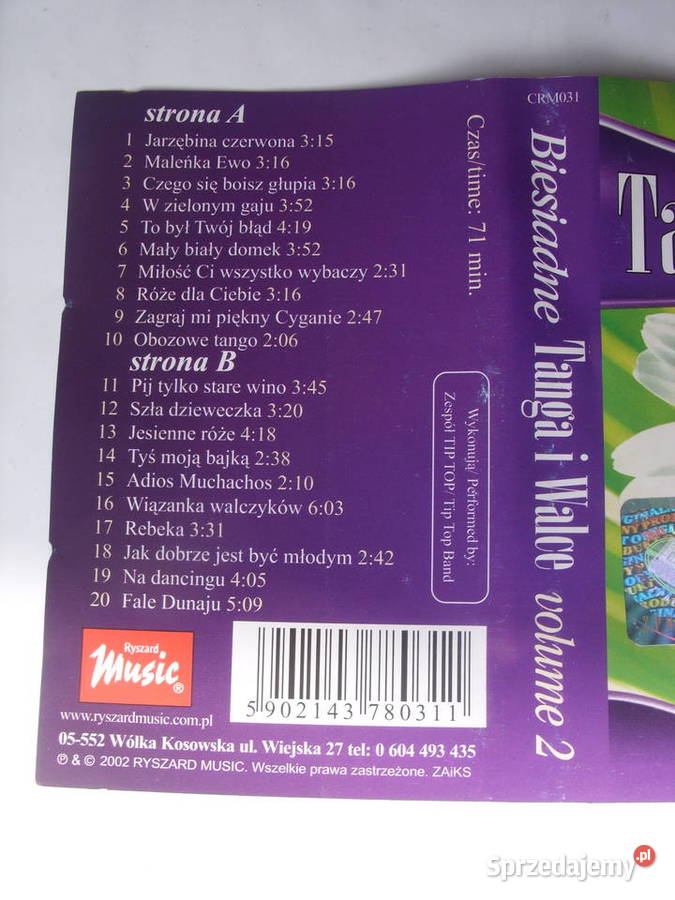 strona A
1 Jarzębina czerwona 3:15
2 Maleńka Ewo 3:16
3 Czego się boisz głupia 3:16
4 W zielonym gaju 3:52
5 To był Twój błąd 4:19
6 Mały biały domek 3:52
7 Miłość Ci wszystko wybaczy 2:31
8 Róże dla Ciebie 3:16
9 Zagraj mi piękny Cyganie 2:47
10 Obozowe tango 2:06
strona B
11 Pij tylko stare wino 3:45
12 Szła dzieweczka 3:20
13 Jesienne róże 4:18
14 Tyś moją bajką 2:38
15 Adios Muchachos 2:10
16 Wiązanka walczyków 6:03
17 Rebeka 3:31
18 Jak dobrze jest być młodym 2:42
19 Na dancingu 4:05
20 Fale Dunaju 5:09
Czas/time: 71 min.
Wykonują/ Performed by:
Zespół TIP TOP/ Tip Top Band
Ryszard
Music®
www.ryszardmusic.com.pl
5 902143 780311
05-552 Wólka Kosowska ul. Wiejska 27 tel: 0 604 493 435
℗ & © 2002 RYSZARD MUSIC. Wszelkie prawa zastrzeżone. ZAiKS
CRM031
Biesiadne Tanga i Walce volume 2
Ta
Sprzedajemy.pl